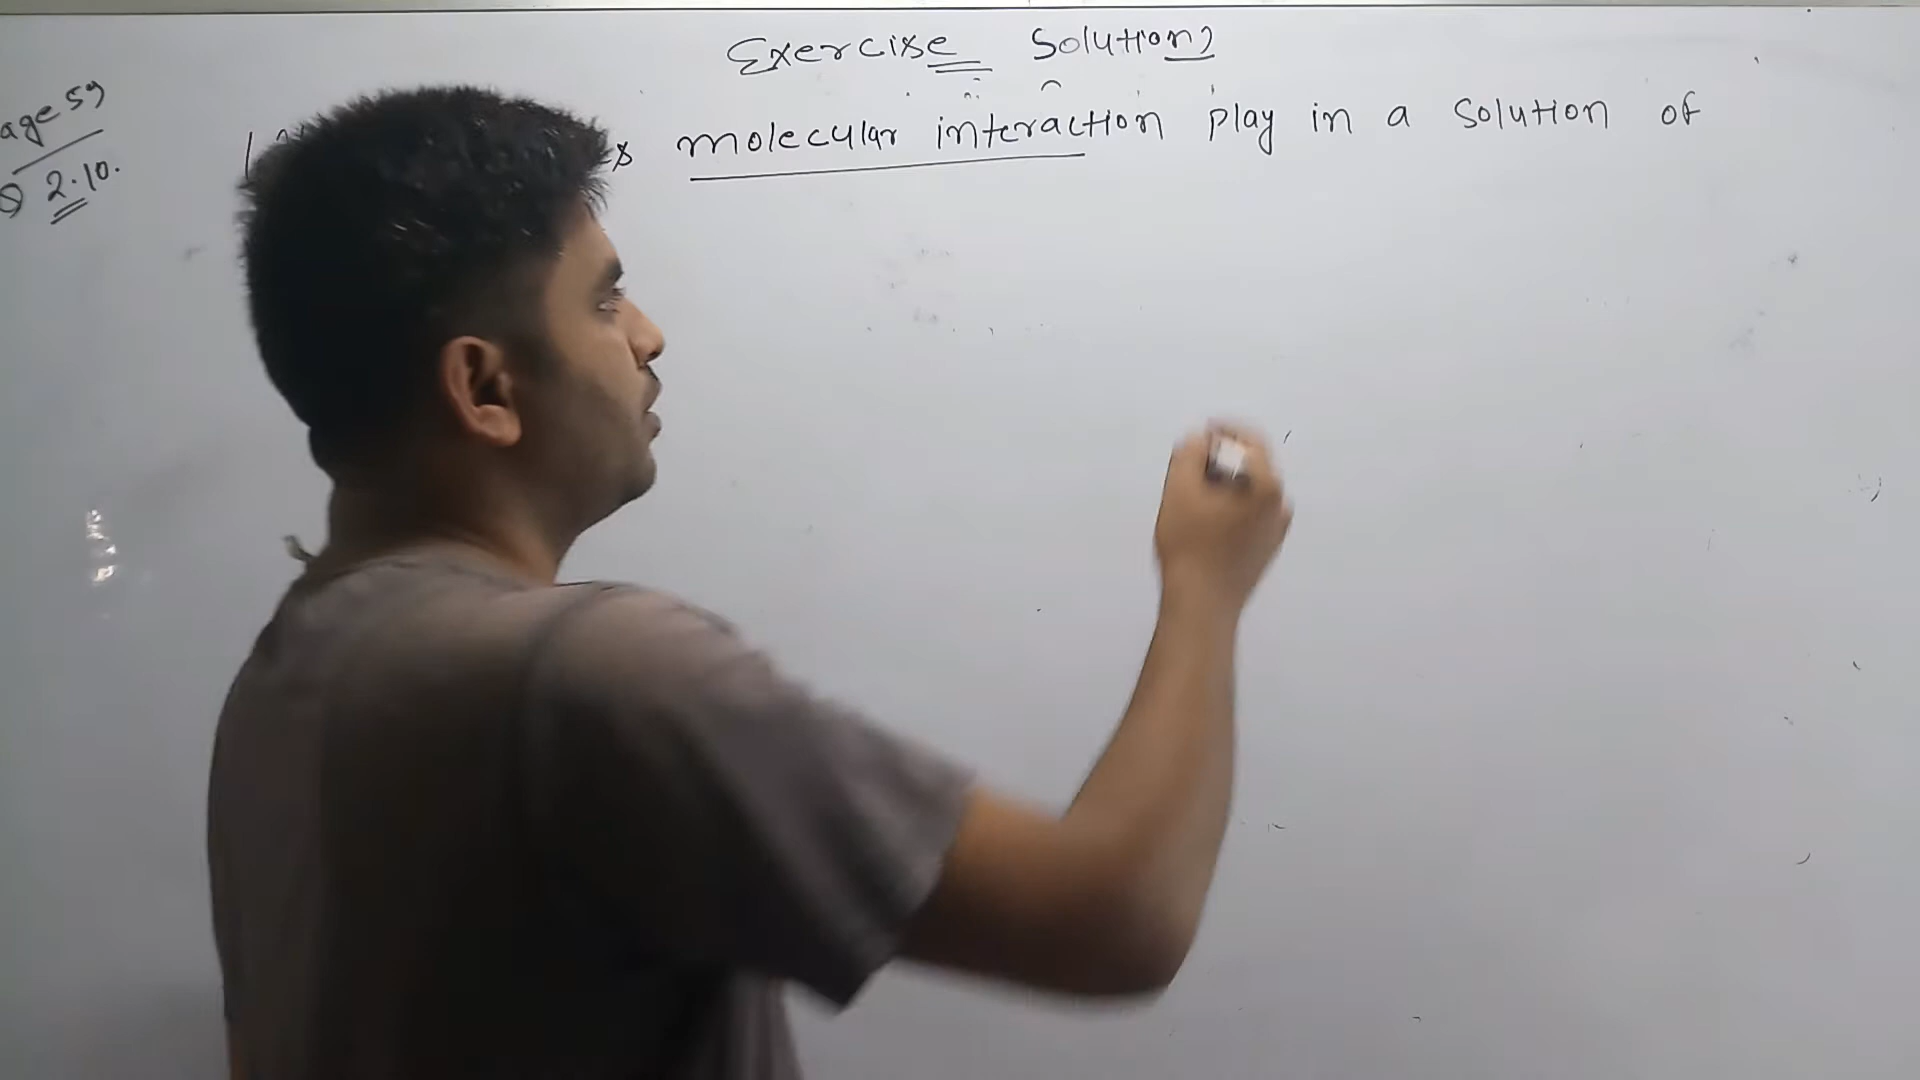 Exercise Solutions
age 59
Q 2.10.
molecular interaction play in a solution of